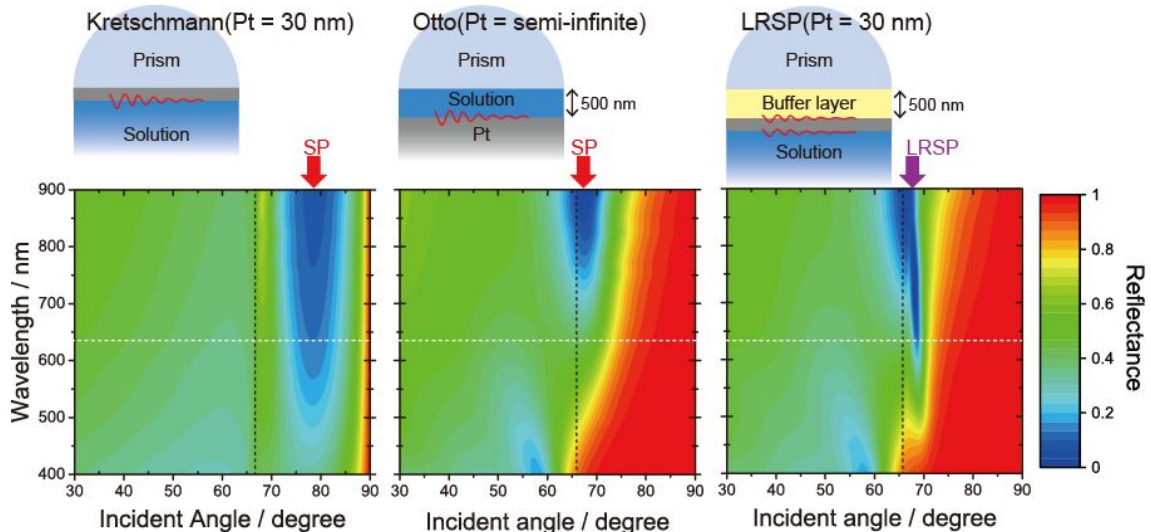 Kretschmann(Pt = 30 nm)
Prism
Solution
SP
Otto(Pt = semi-infinite)
Prism
Solution
500 nm
Pt
SP
LRSP(Pt = 30 nm)
Prism
Buffer layer
500 nm
Solution
LRSP
Wavelength / nm
900
800
700
600
500
400
30 40 50 60 70 80 90
Incident Angle / degree
30 40 50 60 70 80 90
Incident angle / degree
30 40 50 60 70 80 90
Incident angle / degree
1
0.8
0.6
0.4
0.2
0
Reflectance